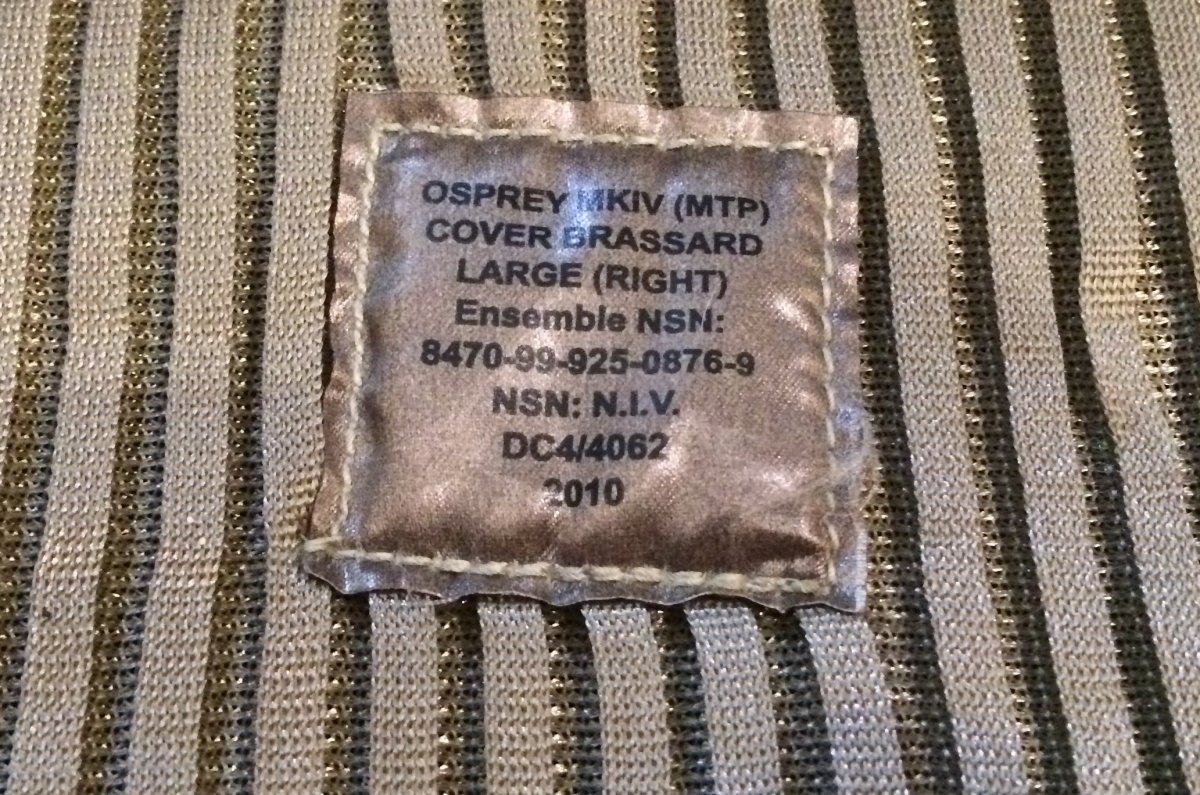 OSPREY MKIV (MTP)
COVER BRASSARD
LARGE (RIGHT)
Ensemble NSN:
8470-99-925-0876-9
NSN: N.I.V.
DC4/4062
2010